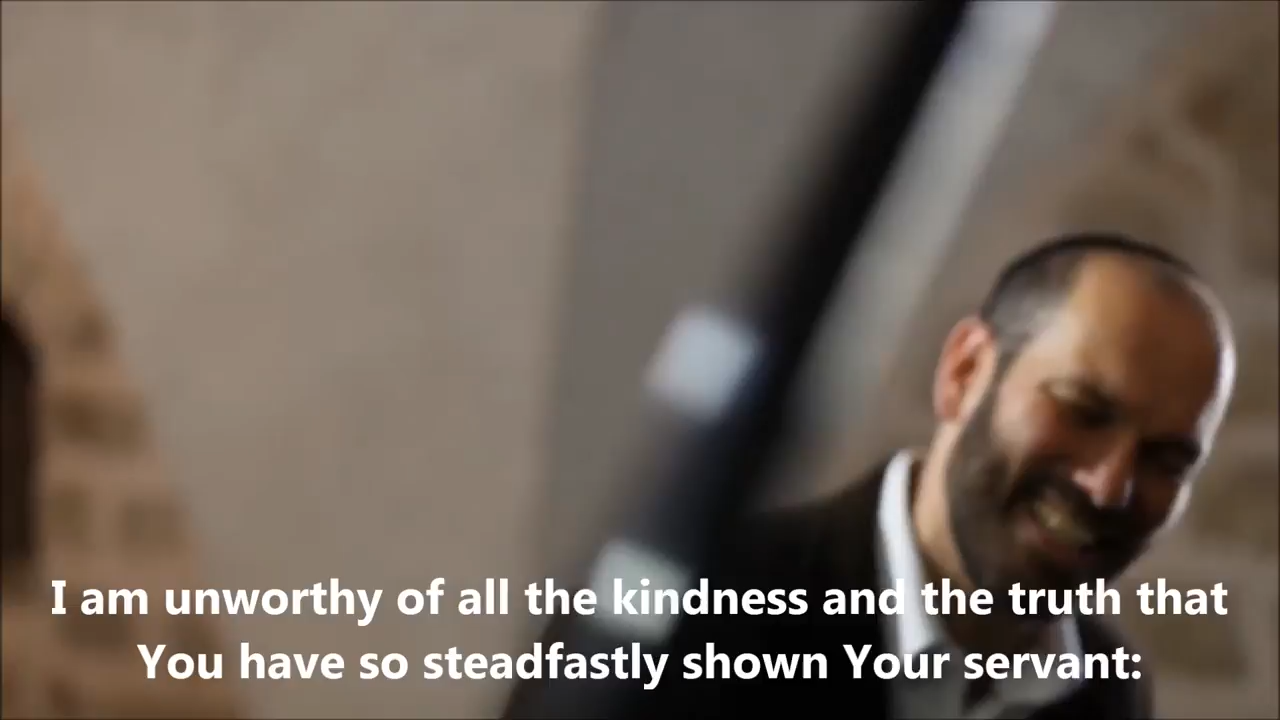 I am unworthy of all the kindness and the truth that
You have so steadfastly shown Your servant: